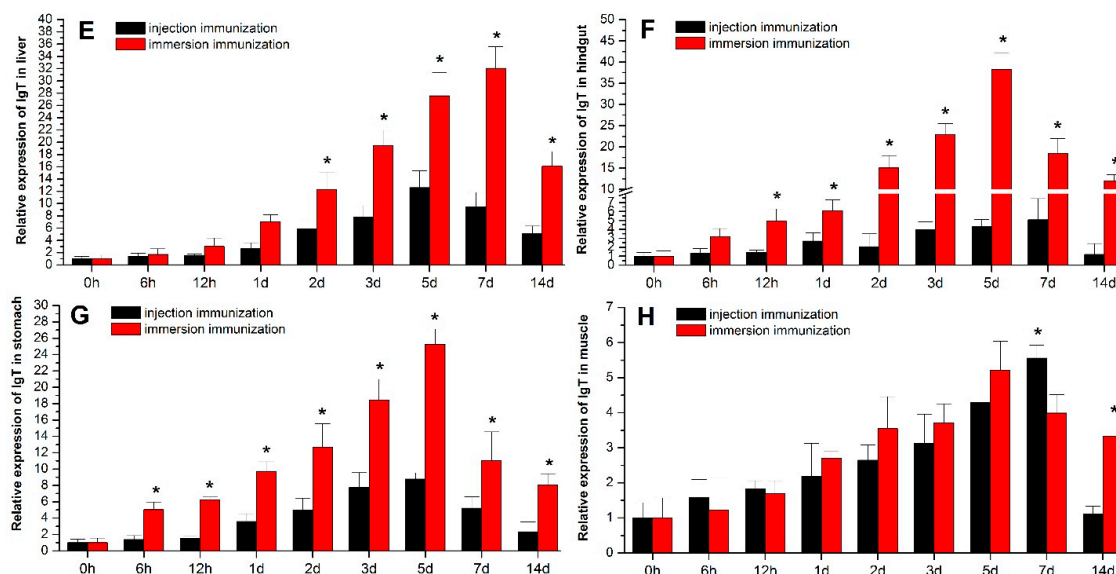 E
injection immunization
immersion immunization
Relative expression of IgT in liver
40
38
36
34
32
30
28
26
24
22
20
18
16
14
12
10
8
6
4
2
0
* * * * *
0h 6h 12h 1d 2d 3d 5d 7d 14d
F
injection immunization
immersion immunization
Relative expression of IgT in hindgut
50
45
40
35
30
25
20
15
10
7
6
5
4
3
2
1
0
* * * * * * *
0h 6h 12h 1d 2d 3d 5d 7d 14d
G
injection immunization
immersion immunization
Relative expression of IgT in stomach
30
28
26
24
22
20
18
16
14
12
10
8
6
4
2
0
* * * * * * * *
0h 6h 12h 1d 2d 3d 5d 7d 14d
H
injection immunization
immersion immunization
Relative expression of IgT in muscle
7
6
5
4
3
2
1
0
* *
0h 6h 12h 1d 2d 3d 5d 7d 14d